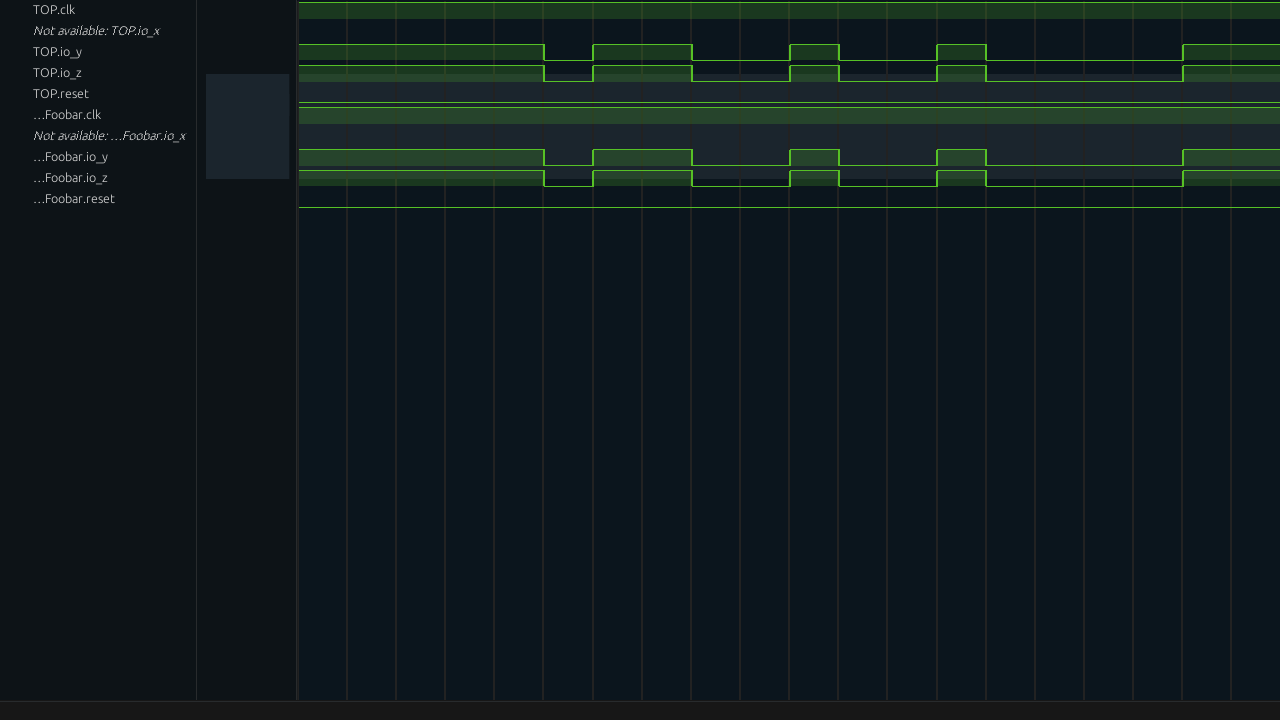 TOP.clk
Not available: TOP.io_x
TOP.io_y
TOP.io_z
TOP.reset
…Foobar.clk
Not available: …Foobar.io_x
…Foobar.io_y
…Foobar.io_z
…Foobar.reset